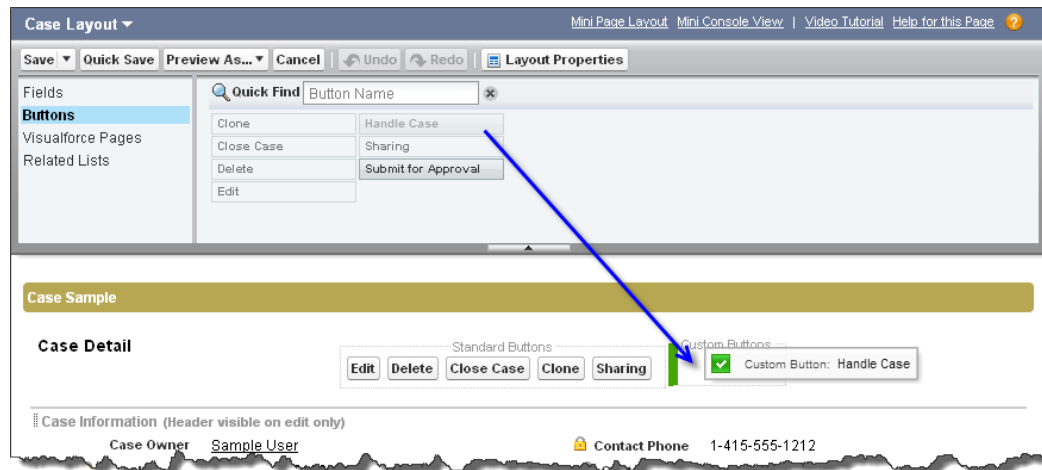 Case Layout Mini Page Layout Mini Console View | Video Tutorial Help for this Page ?
Save Quick Save Preview As... Cancel Undo Redo Layout Properties
Fields
Buttons
Visualforce Pages
Related Lists
Quick Find Button Name
Clone Handle Case
Close Case Sharing
Delete Submit for Approval
Edit
Case Sample
Case Detail
Standard Buttons
Custom Buttons
Edit Delete Close Case Clone Sharing
Custom Button: Handle Case
Case Information (Header visible on edit only)
Case Owner Sample User Contact Phone 1-415-555-1212